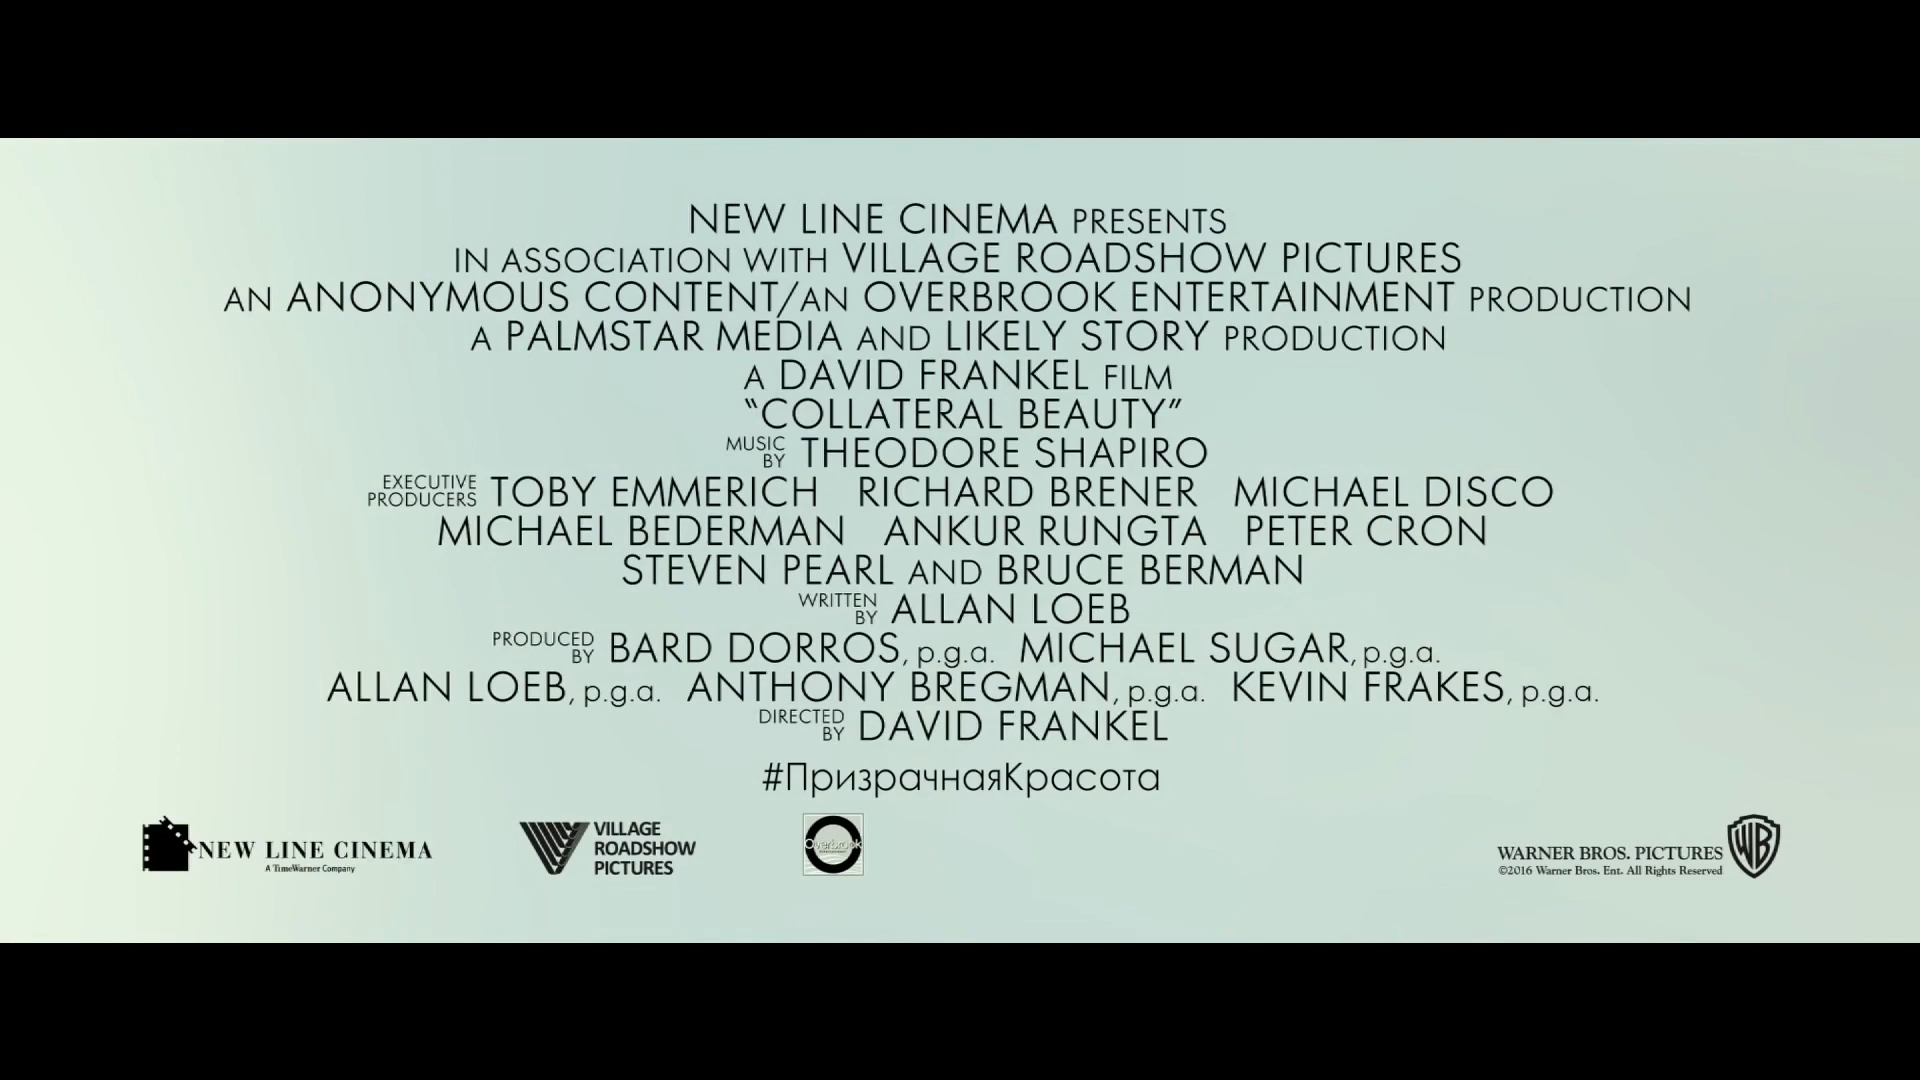 NEW LINE CINEMA PRESENTS
IN ASSOCIATION WITH VILLAGE ROADSHOW PICTURES
AN ANONYMOUS CONTENT/AN OVERBROOK ENTERTAINMENT PRODUCTION
A PALMSTAR MEDIA AND LIKELY STORY PRODUCTION
A DAVID FRANKEL FILM
“COLLATERAL BEAUTY”
MUSIC BY THEODORE SHAPIRO
EXECUTIVE PRODUCERS TOBY EMMERICH RICHARD BRENER MICHAEL DISCO
MICHAEL BEDERMAN ANKUR RUNGTA PETER CRON
STEVEN PEARL AND BRUCE BERMAN
WRITTEN BY ALLAN LOEB
PRODUCED BY BARD DORROS, p.g.a. MICHAEL SUGAR, p.g.a.
ALLAN LOEB, p.g.a. ANTHONY BREGMAN, p.g.a. KEVIN FRAKES, p.g.a.
DIRECTED BY DAVID FRANKEL
#ПризрачнаяКрасота
NEW LINE CINEMA
A TimeWarner Company
VILLAGE
ROADSHOW
PICTURES
Overbrook
WARNER BROS. PICTURES
©2016 Warner Bros. Ent. All Rights Reserved
WB